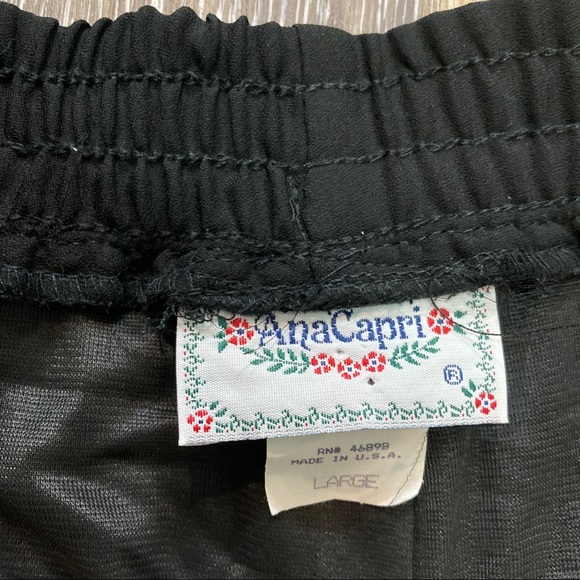 AnaCapri
®
RN# 46898
MADE IN U.S.A.
LARGE